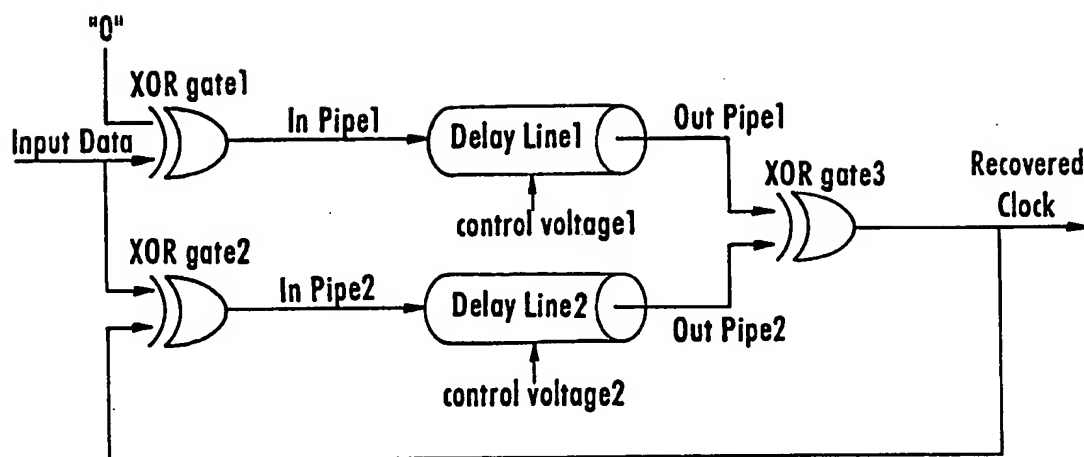 "0"
XOR gate1
Input Data
In Pipe1
Delay Line1
Out Pipe1
control voltage1
XOR gate3
Recovered
Clock
XOR gate2
In Pipe2
Delay Line2
Out Pipe2
control voltage2